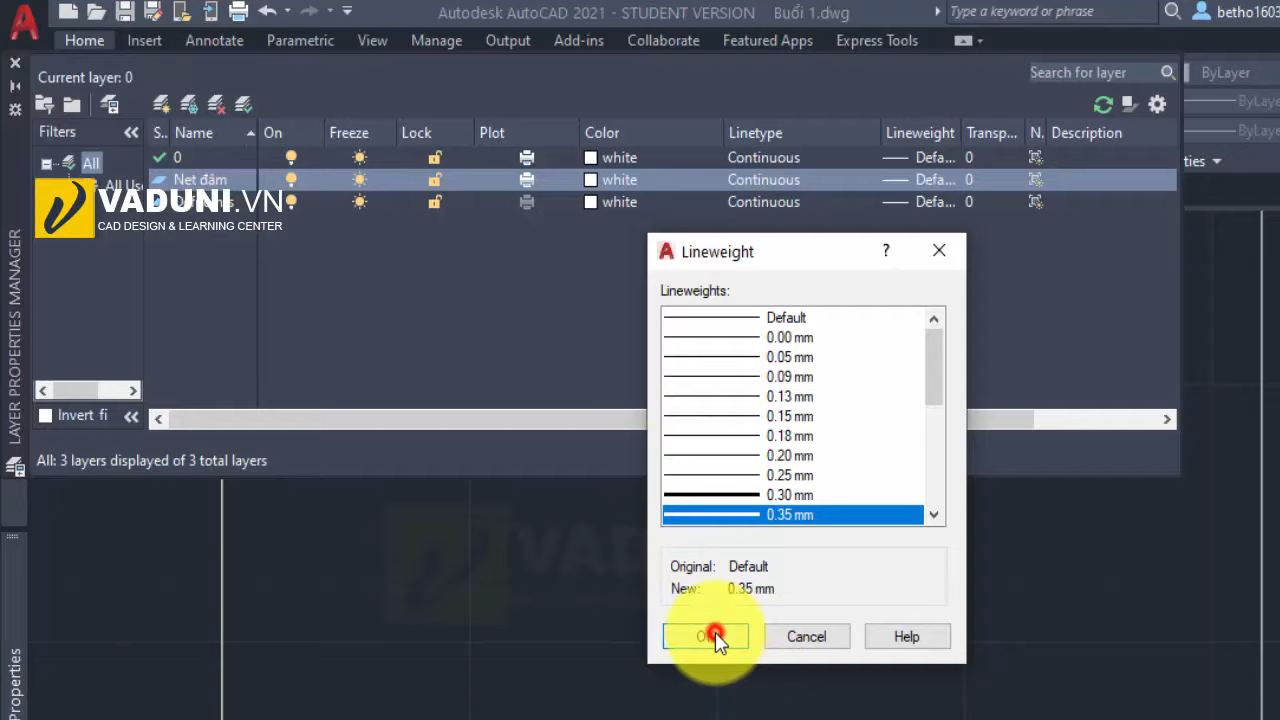 Autodesk AutoCAD 2021 - STUDENT VERSION Buổi 1.dwg
Type a keyword or phrase
betho1603
Home Insert Annotate Parametric View Manage Output Add-ins Collaborate Featured Apps Express Tools
Current layer: 0
Search for layer
ByLayer
Filters
S.. Name On Freeze Lock Plot Color Linetype Lineweight Transp... N. Description
ByLayer
ByLayer
All
0 white Continuous Defa... 0
Net đâm white Continuous Defa... 0
white Continuous Defa... 0
All Us
VADUNI.VN
CAD DESIGN & LEARNING CENTER
LAYER PROPERTIES MANAGER
Invert fi
All: 3 layers displayed of 3 total layers
Lineweight
?
Lineweights:
Default
0.00 mm
0.05 mm
0.09 mm
0.13 mm
0.15 mm
0.18 mm
0.20 mm
0.25 mm
0.30 mm
0.35 mm
Original: Default
New: 0.35 mm
Cancel
Help
Properties